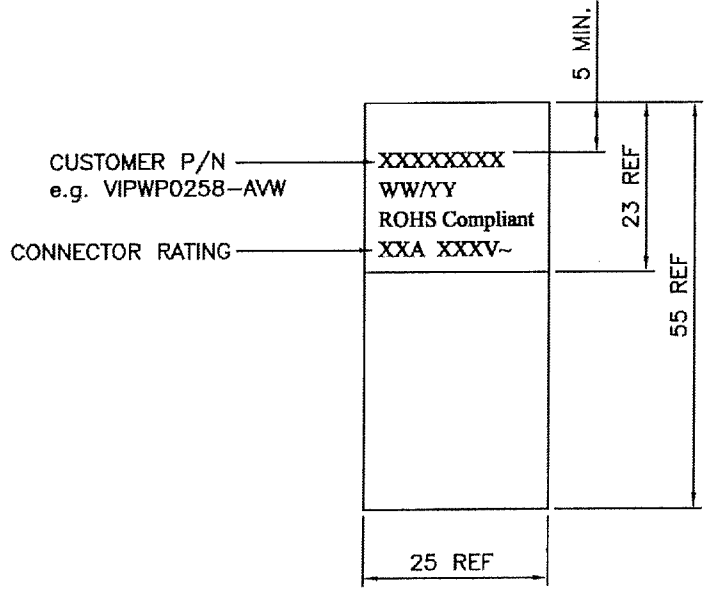 5 MIN.
CUSTOMER P/N
e.g. VIPWP0258-AVW
XXXXXXXX
WW/YY
ROHS Compliant
CONNECTOR RATING
XXA XXXV~
23 REF
55 REF
25 REF